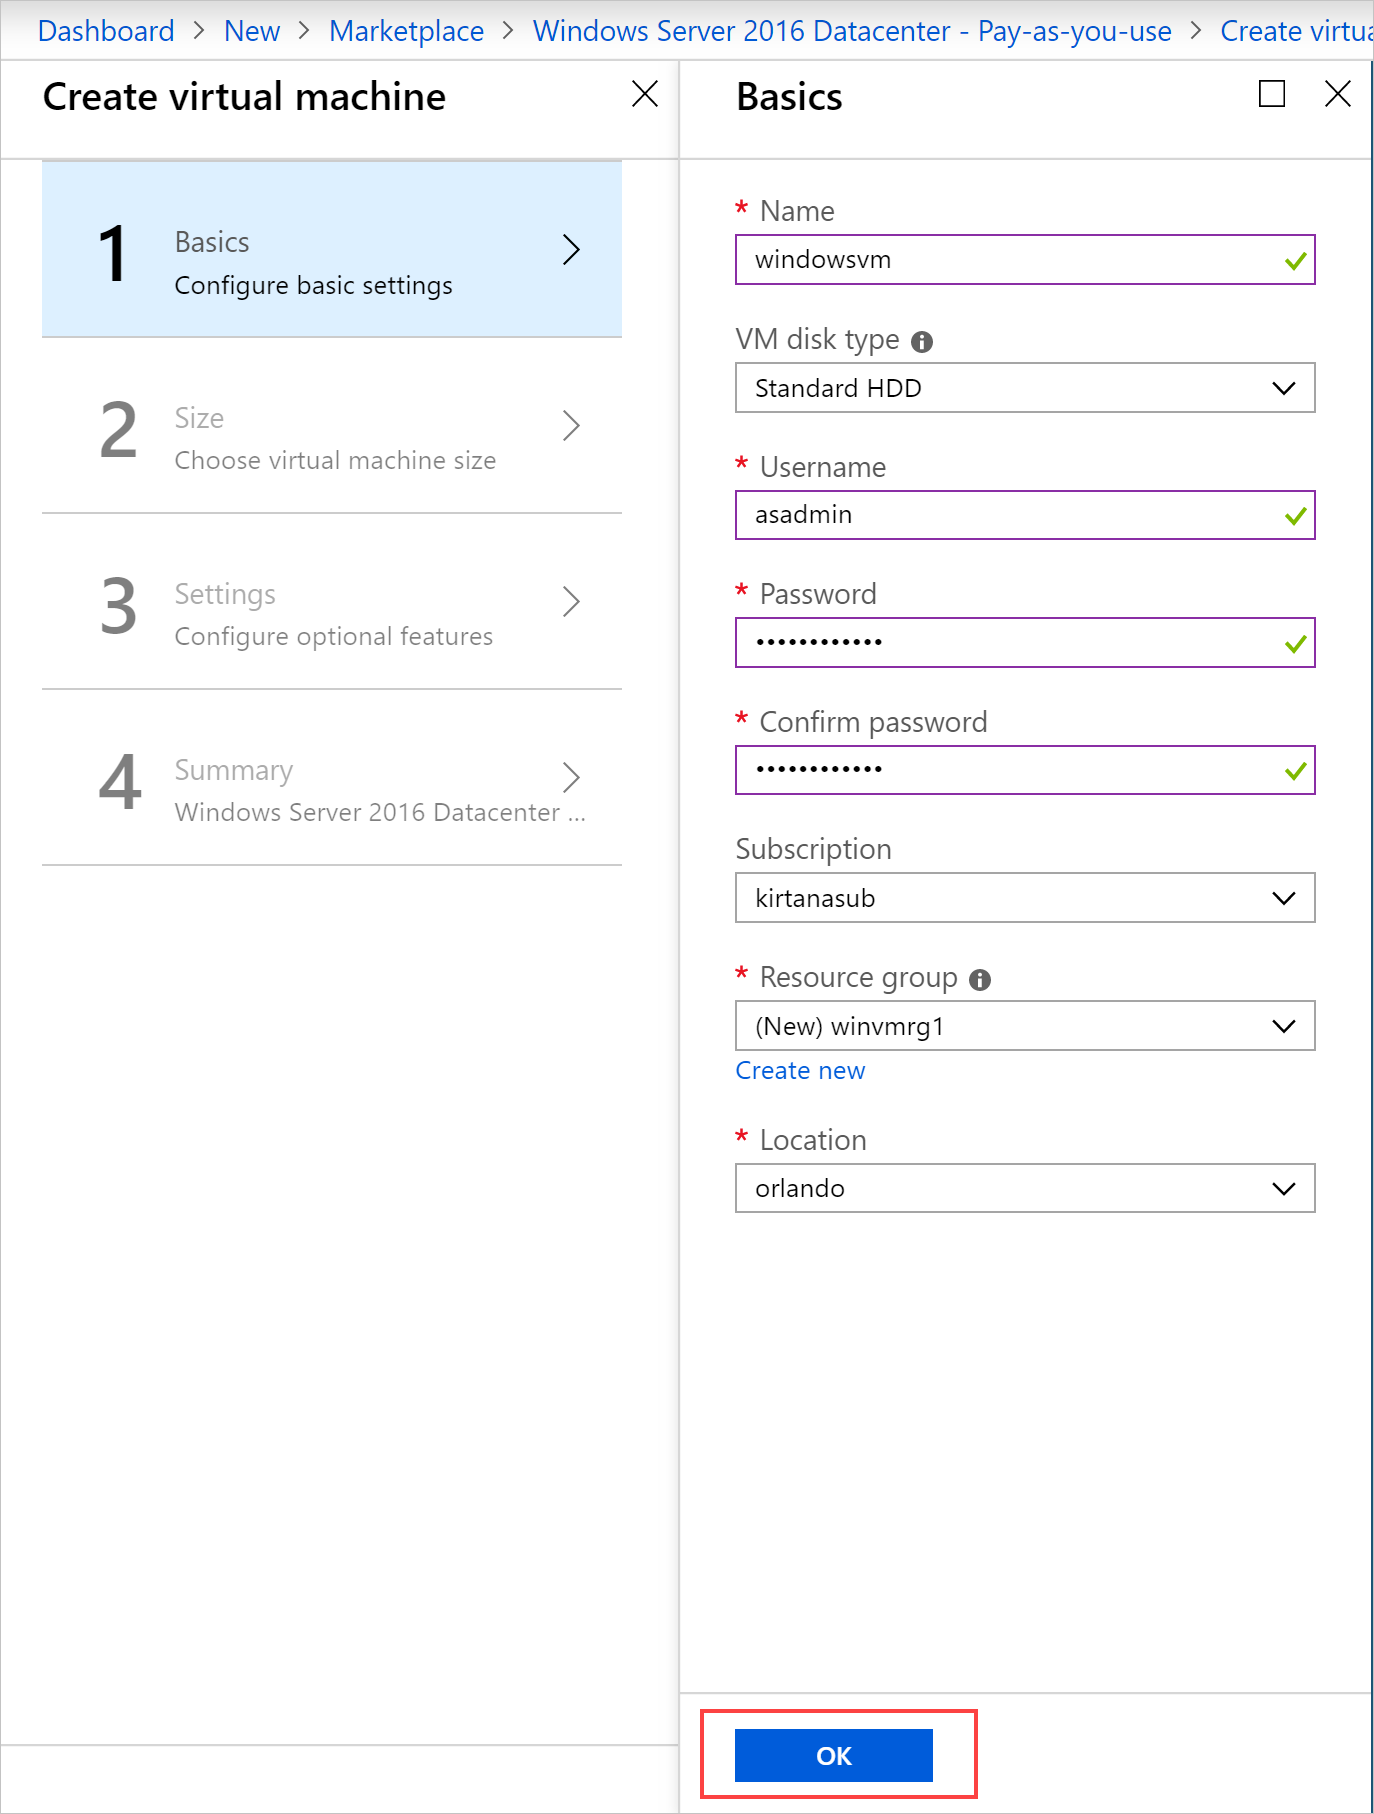 Dashboard > New > Marketplace > Windows Server 2016 Datacenter - Pay-as-you-use > Create virtua
Create virtual machine
1
Basics
Configure basic settings
2
Size
Choose virtual machine size
3
Settings
Configure optional features
4
Summary
Windows Server 2016 Datacenter ...
Basics
* Name
windowsvm
VM disk type
Standard HDD
* Username
asadmin
* Password
••••••••••••
* Confirm password
••••••••••••
Subscription
kirtanasub
* Resource group
(New) winvmrg1
Create new
* Location
orlando
OK